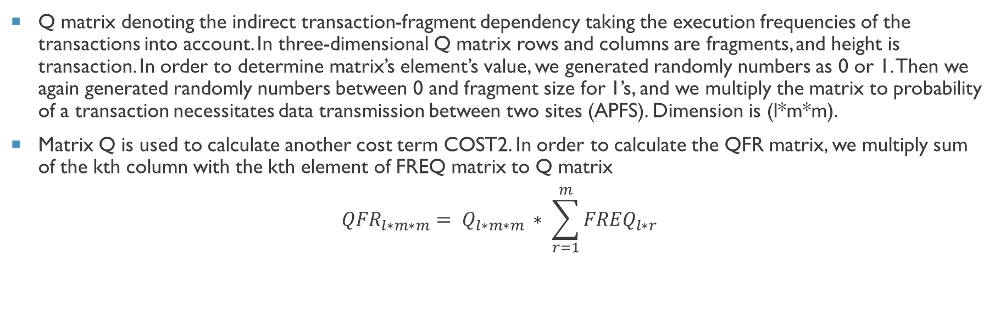 ▪ Q matrix denoting the indirect transaction-fragment dependency taking the execution frequencies of the
transactions into account. In three-dimensional Q matrix rows and columns are fragments, and height is
transaction. In order to determine matrix's element's value, we generated randomly numbers as 0 or 1. Then we
again generated randomly numbers between 0 and fragment size for 1's, and we multiply the matrix to probability
of a transaction necessitates data transmission between two sites (APFS). Dimension is (l*m*m).
▪ Matrix Q is used to calculate another cost term COST2. In order to calculate the QFR matrix, we multiply sum
of the kth column with the kth element of FREQ matrix to Q matrix
m
QFR_{l*m*m} = Q_{l*m*m} * ∑ FREQ_{l*r}
r=1